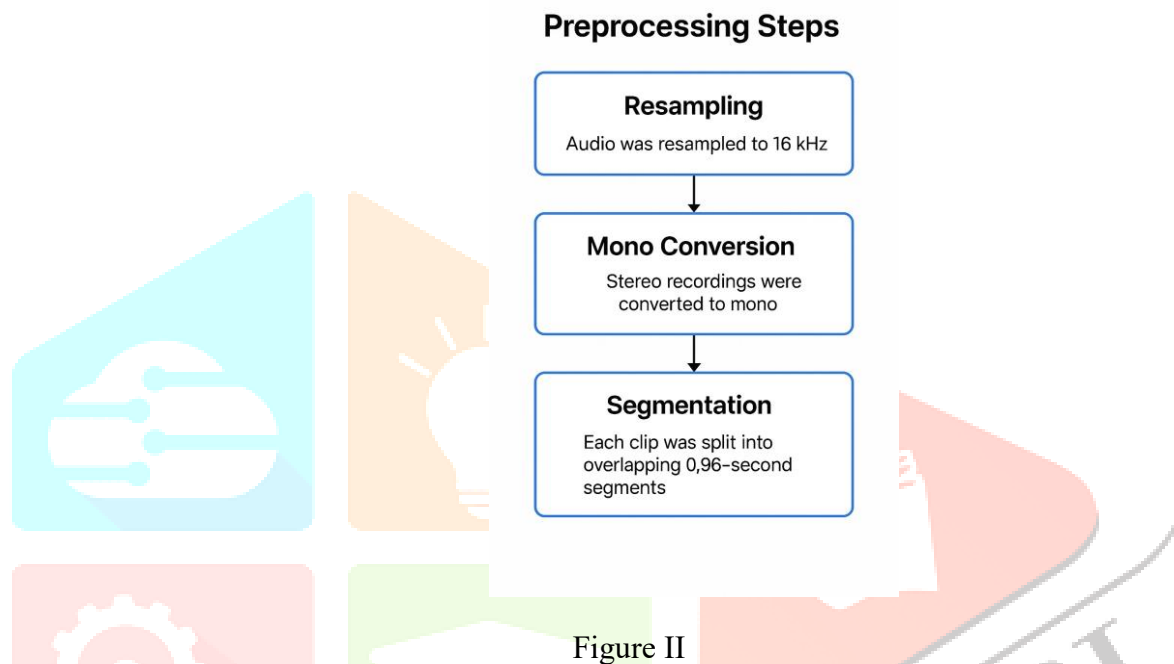 Preprocessing Steps
Resampling
Audio was resampled to 16 kHz
Mono Conversion
Stereo recordings were
converted to mono
Segmentation
Each clip was split into
overlapping 0,96-second
segments
Figure II